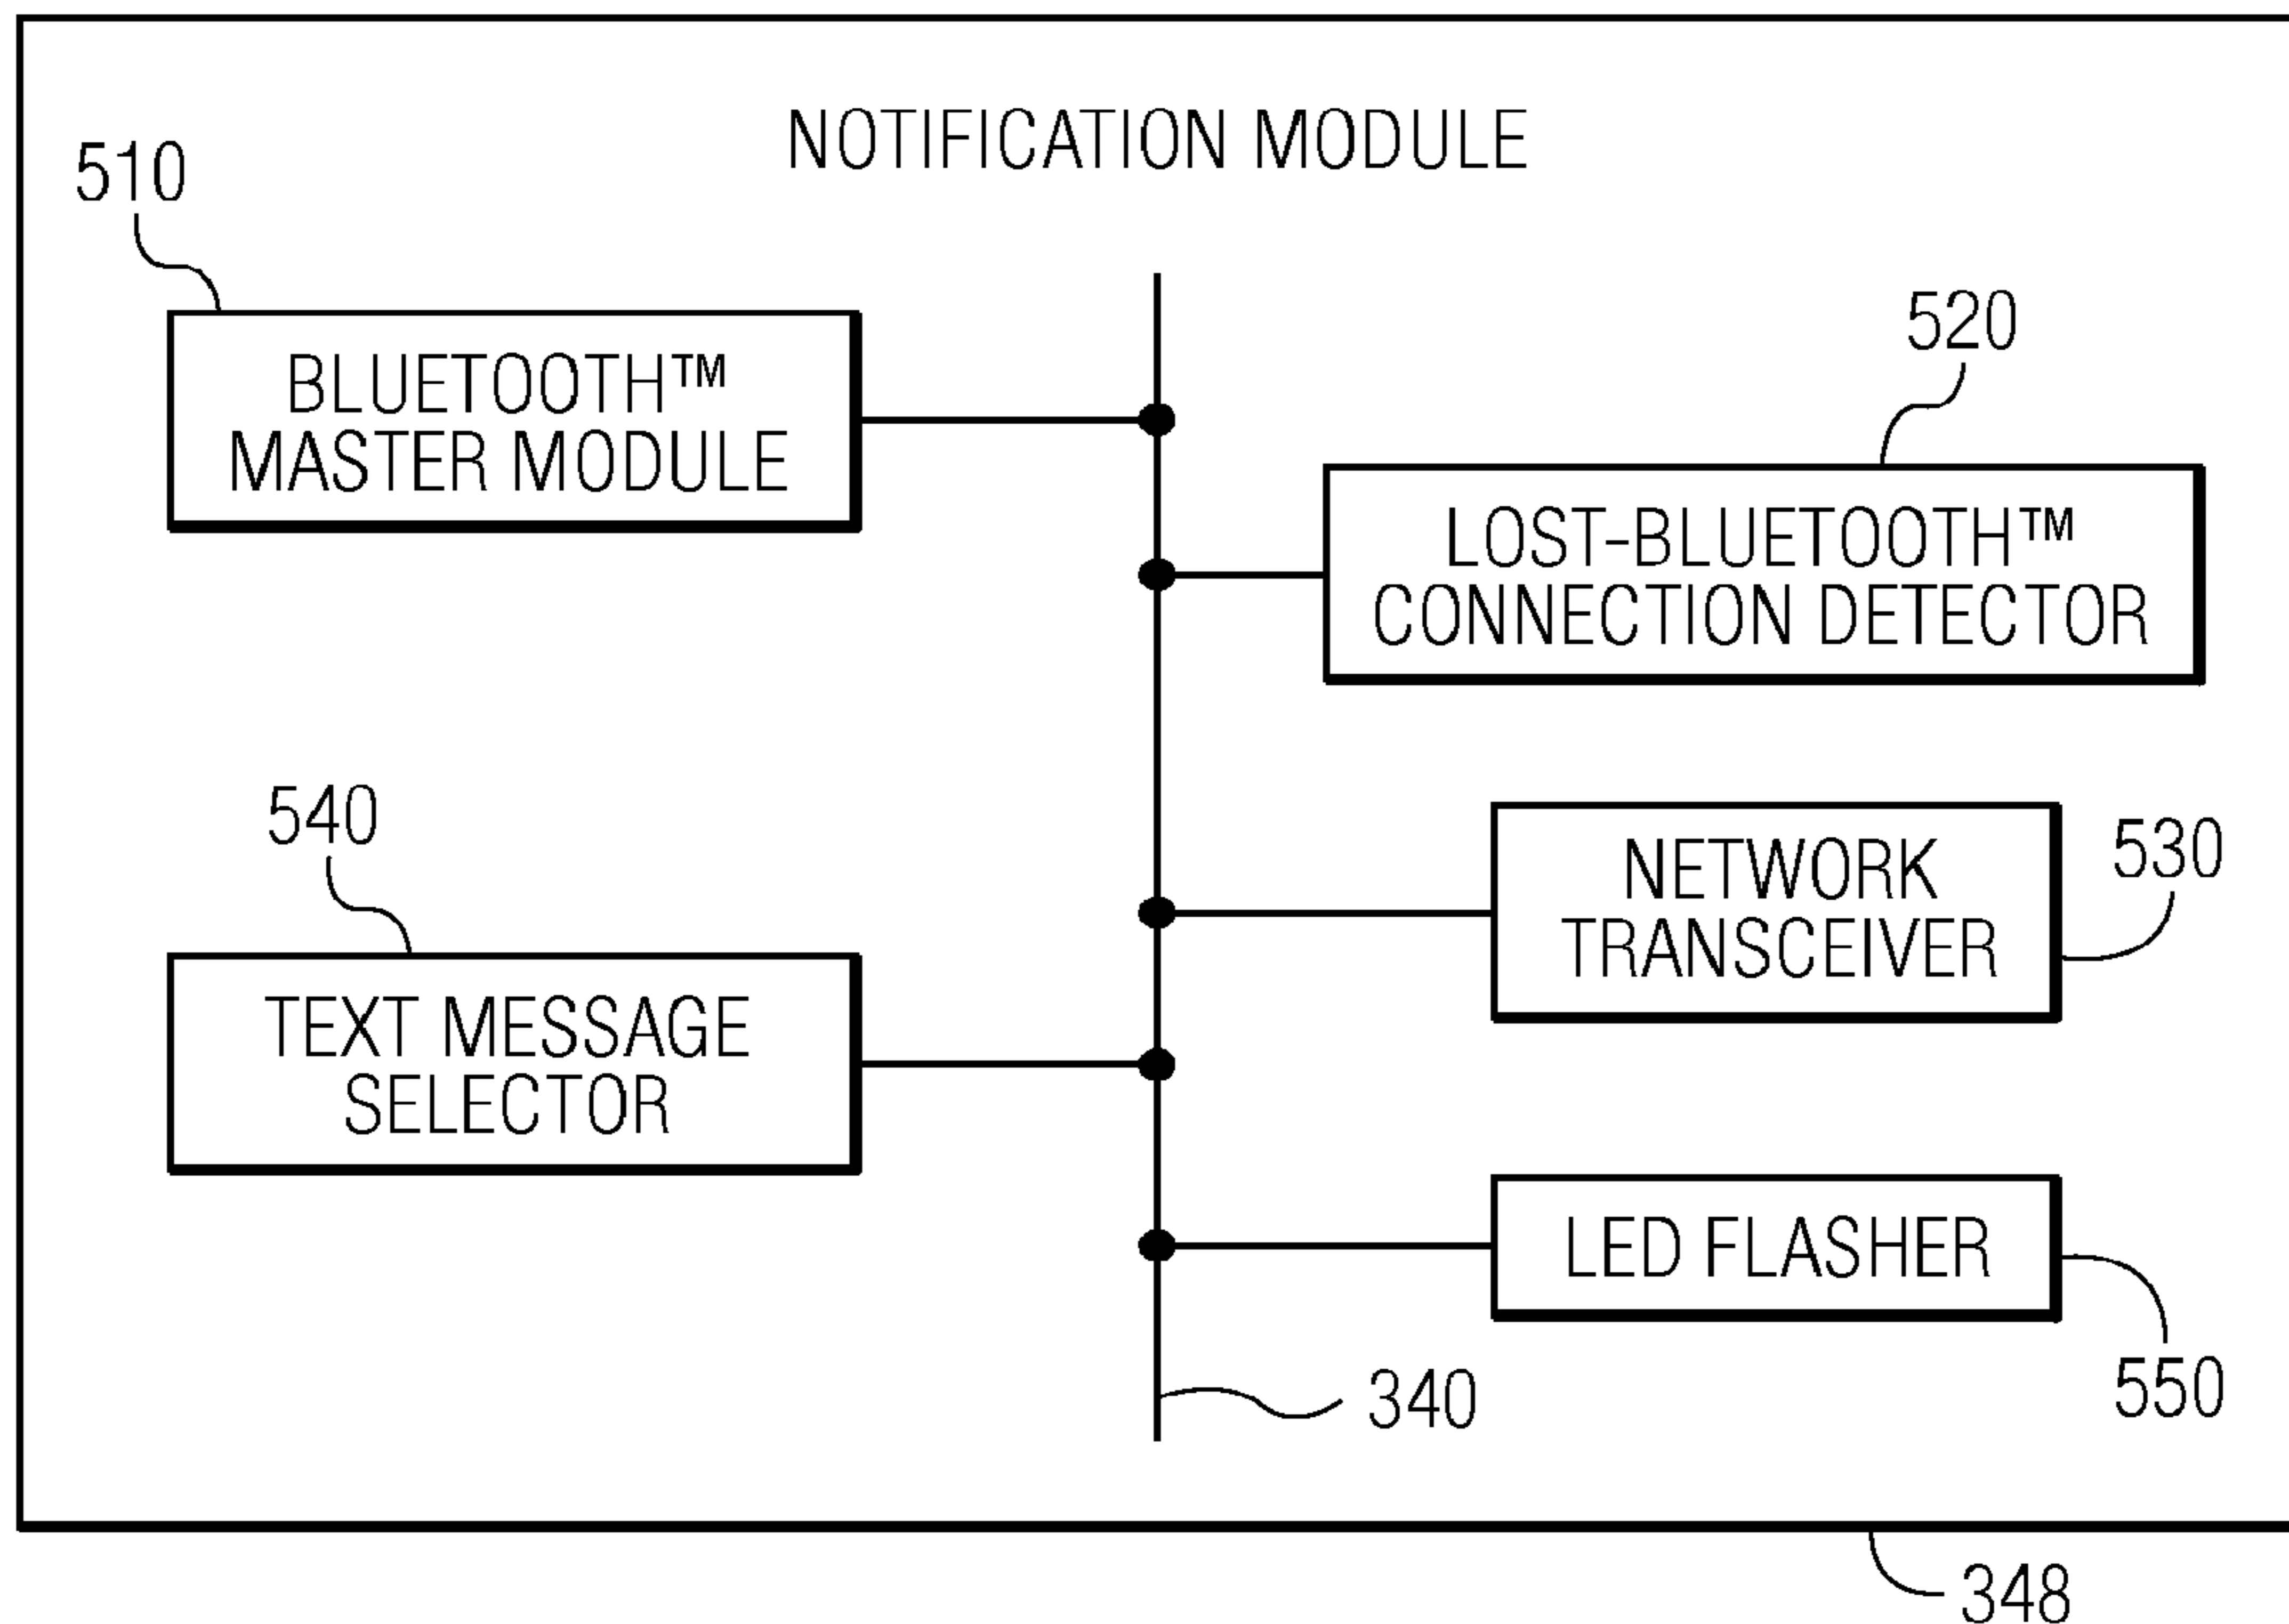 NOTIFICATION MODULE
510
BLUETOOTH™
MASTER MODULE
520
LOST-BLUETOOTH™
CONNECTION DETECTOR
540
TEXT MESSAGE
SELECTOR
NETWORK
TRANSCEIVER
530
LED FLASHER
550
340
348